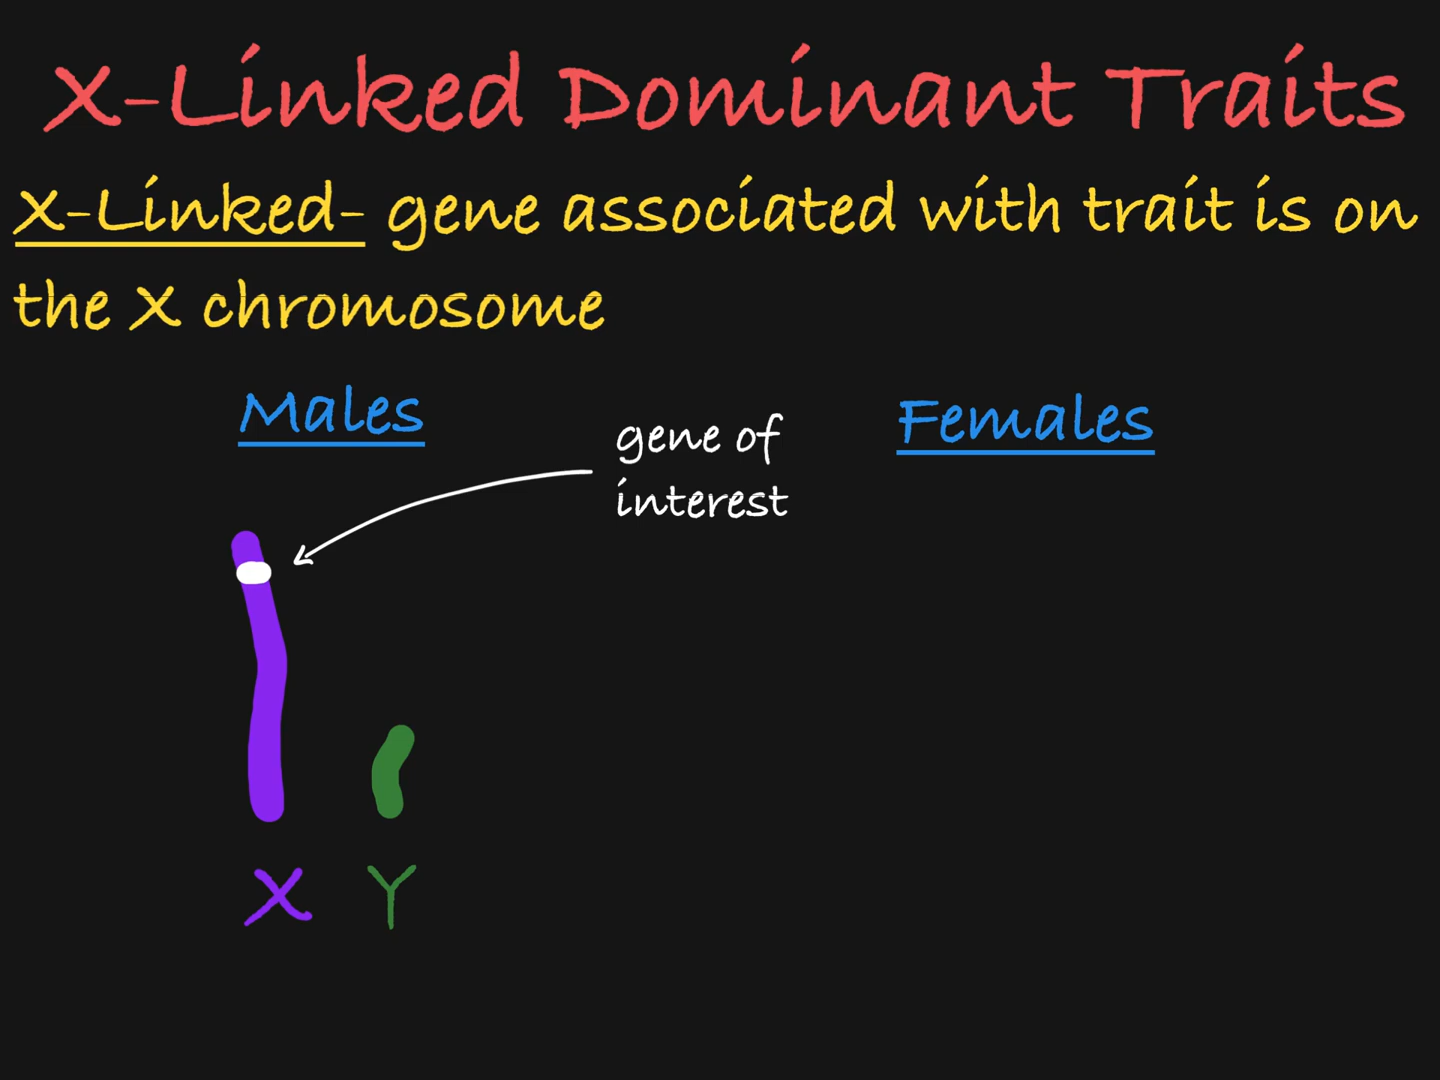 X-Linked Dominant Traits
X-Linked- gene associated with trait is on
the X chromosome
Males
gene of
interest
Females
X Y